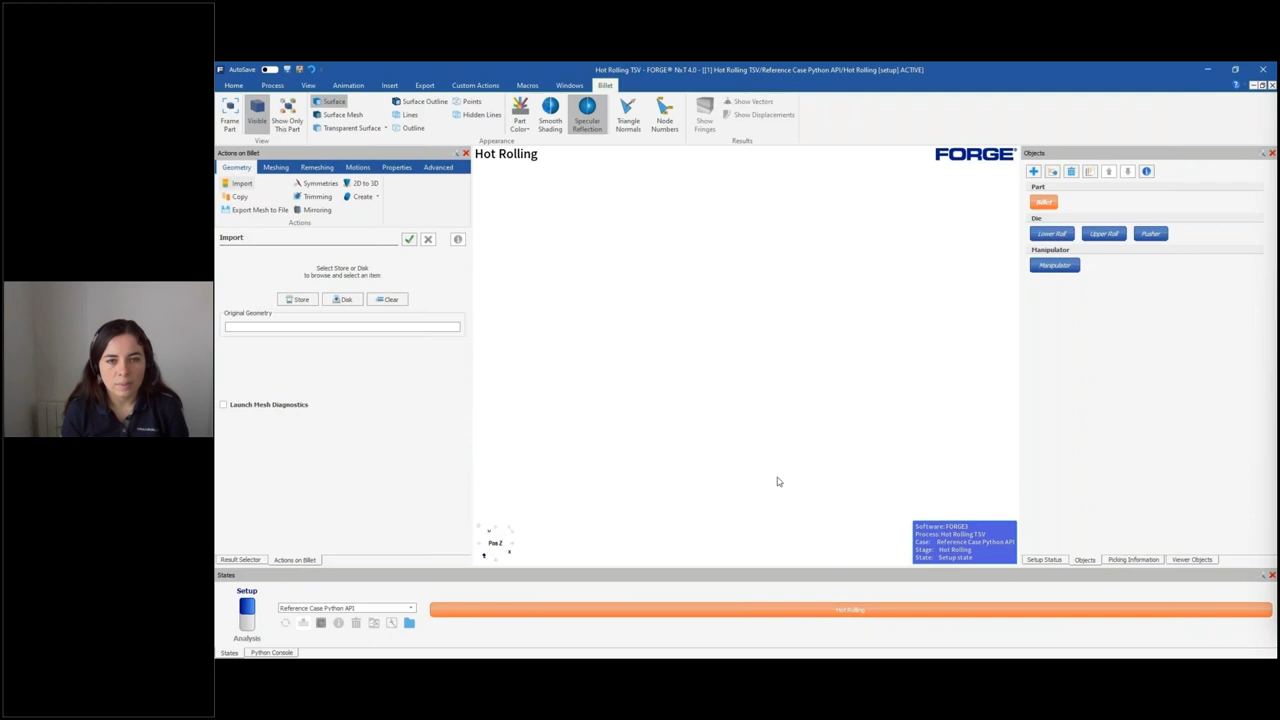 AutoSave
Hot Rolling TSV - FORGE® NxT 4.0 - [[1] Hot Rolling TSV/Reference Case Python API/Hot Rolling [setup] ACTIVE]
Home Process View Animation Insert Export Custom Actions Macros Windows Billet
Frame Part
Visible
Show Only This Part
View
Surface
Surface Mesh
Transparent Surface
Surface Outline
Lines
Outline
Points
Hidden Lines
Part Color
Smooth Shading
Specular Reflection
Triangle Normals
Node Numbers
Appearance
Show Fringes
Show Vectors
Show Displacements
Results
Actions on Billet
Geometry Meshing Remeshing Motions Properties Advanced
Import Symmetries 2D to 3D
Copy Trimming Create
Export Mesh to File Mirroring
Actions
Import
Select Store or Disk
to browse and select an item
Store Disk Clear
Original Geometry
Launch Mesh Diagnostics
Result Selector Actions on Billet
Hot Rolling
FORGE®
Pos Z
x
Software: FORGE3
Process: Hot Rolling TSV
Case: Reference Case Python API
Stage: Hot Rolling
State: Setup state
Objects
Part
Billet
Die
Lower Roll Upper Roll Pusher
Manipulator
Manipulator
Setup Status Objects Picking Information Viewer Objects
States
Setup
Analysis
Reference Case Python API
Hot Rolling
States Python Console